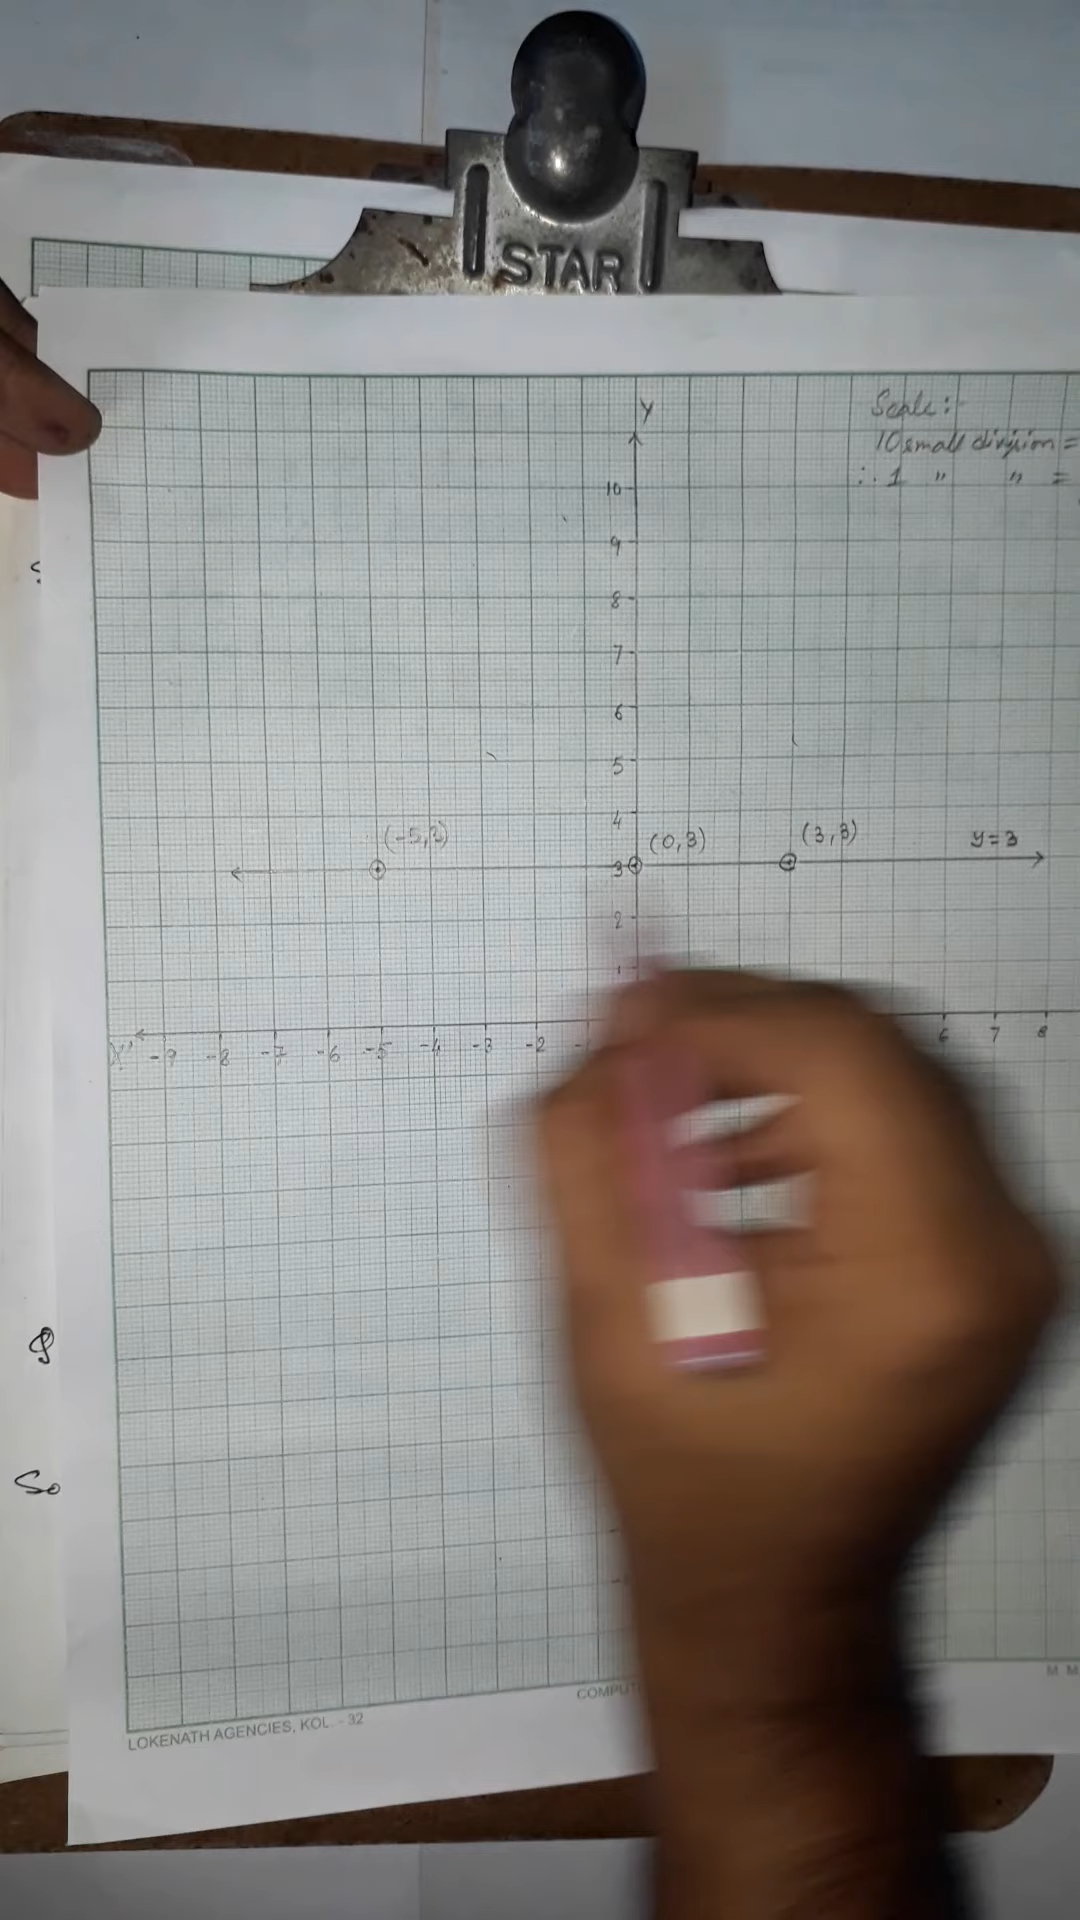 STAR
Y
Scale:-
10 small division =
∴ 1 " " =
10
9
8
7
6
5
4
(-5,3) (0,3) (3,3) y=3
3
2
1
X' -9 -8 -7 -6 -5 -4 -3 -2 -1 6 7 8
So
LOKENATH AGENCIES, KOL. - 32